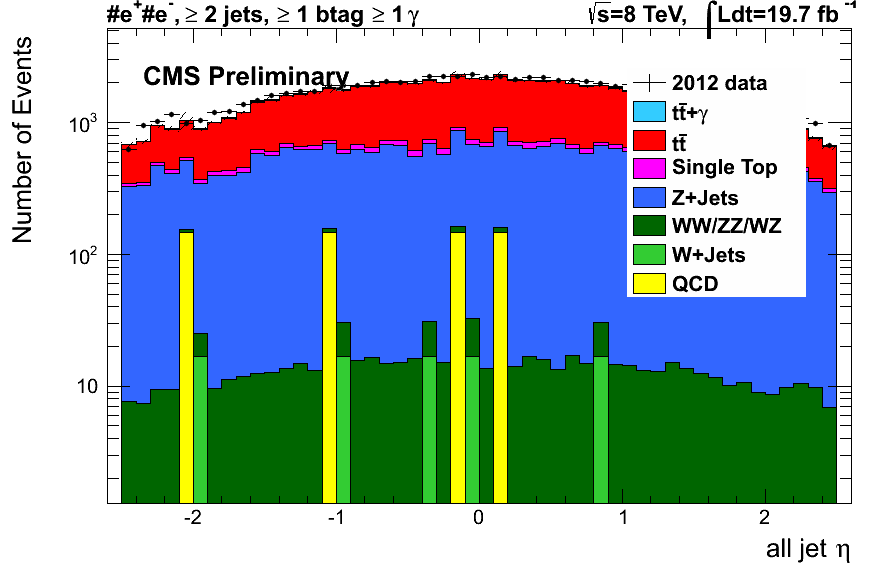 #e⁺#e⁻, ≥ 2 jets, ≥ 1 btag ≥ 1 γ
√s=8 TeV, ∫Ldt=19.7 fb⁻¹
CMS Preliminary
2012 data
tt̄+γ
tt̄
Single Top
Z+Jets
WW/ZZ/WZ
W+Jets
QCD
Number of Events
10³
10²
10
-2 -1 0 1 2
all jet η